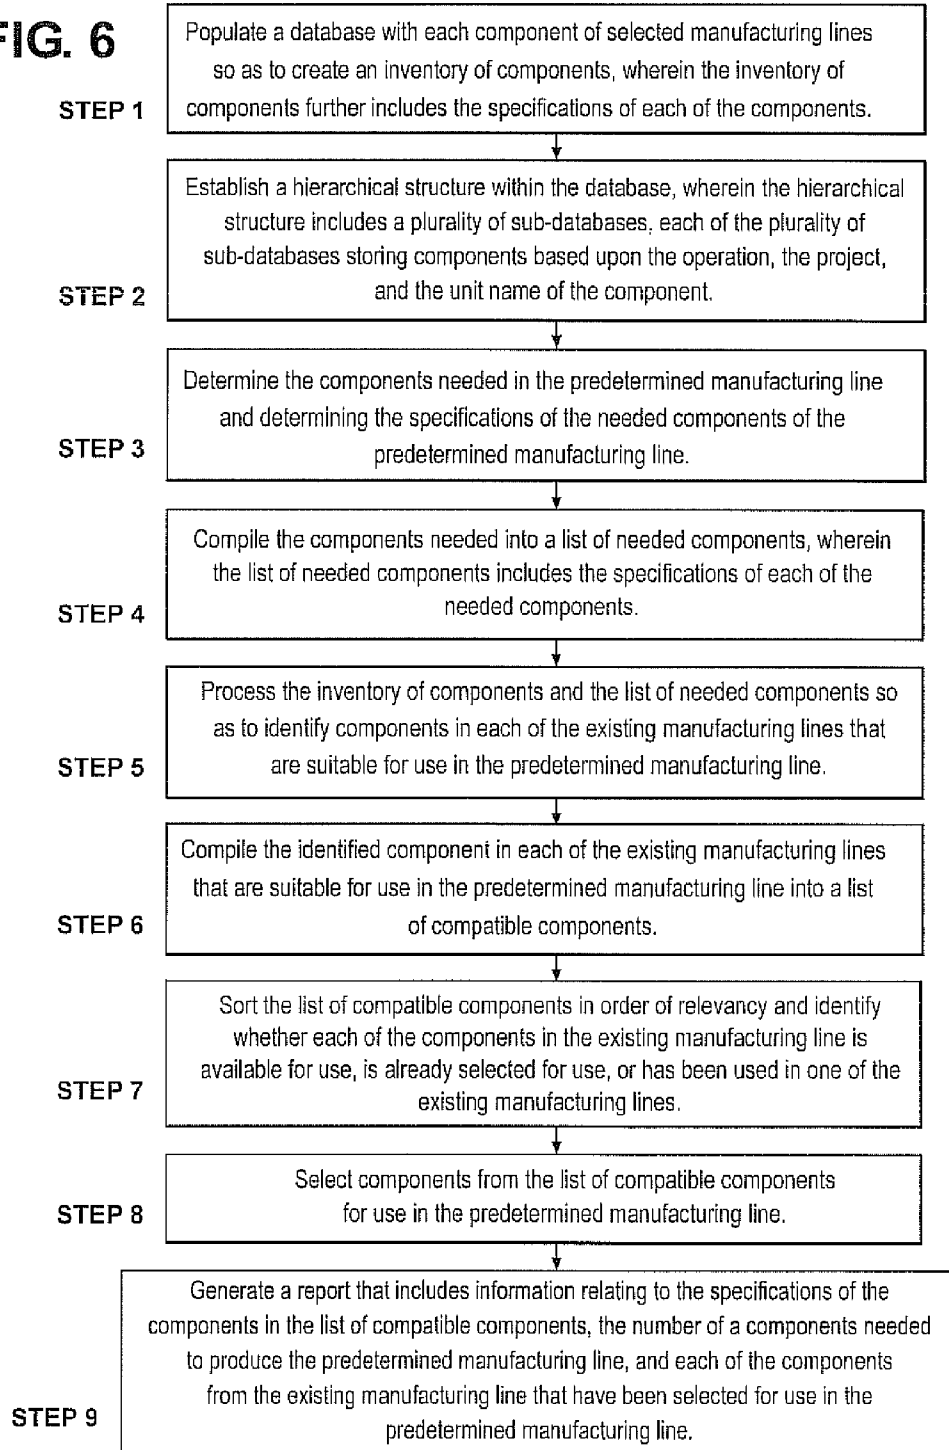 FIG. 6
Populate a database with each component of selected manufacturing lines
so as to create an inventory of components, wherein the inventory of
components further includes the specifications of each of the components.
STEP 1
Establish a hierarchical structure within the database, wherein the hierarchical
structure includes a plurality of sub-databases, each of the plurality of
sub-databases storing components based upon the operation, the project,
and the unit name of the component.
STEP 2
Determine the components needed in the predetermined manufacturing line
and determining the specifications of the needed components of the
predetermined manufacturing line.
STEP 3
Compile the components needed into a list of needed components, wherein
the list of needed components includes the specifications of each of the
needed components.
STEP 4
Process the inventory of components and the list of needed components so
as to identify components in each of the existing manufacturing lines that
are suitable for use in the predetermined manufacturing line.
STEP 5
Compile the identified component in each of the existing manufacturing lines
that are suitable for use in the predetermined manufacturing line into a list
of compatible components.
STEP 6
Sort the list of compatible components in order of relevancy and identify
whether each of the components in the existing manufacturing line is
available for use, is already selected for use, or has been used in one of the
existing manufacturing lines.
STEP 7
Select components from the list of compatible components
for use in the predetermined manufacturing line.
STEP 8
Generate a report that includes information relating to the specifications of the
components in the list of compatible components, the number of a components needed
to produce the predetermined manufacturing line, and each of the components
from the existing manufacturing line that have been selected for use in the
predetermined manufacturing line.
STEP 9